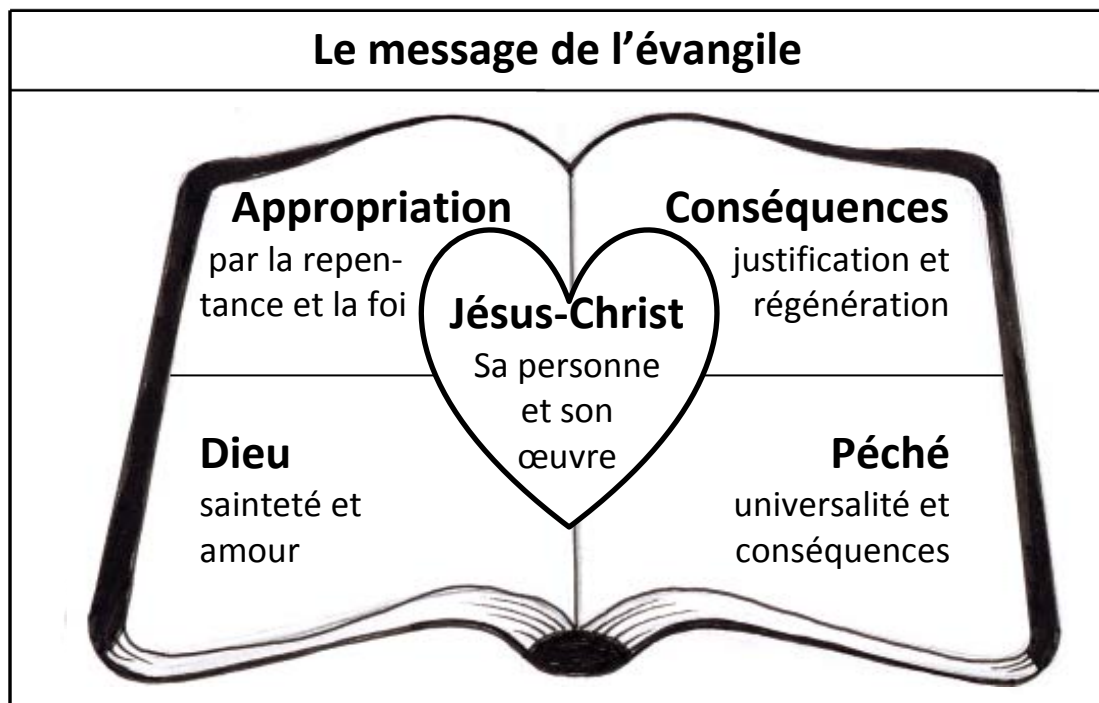 Le message de l’évangile
Appropriation
par la repen-
tance et la foi
Conséquences
justification et
régénération
Jésus-Christ
Sa personne
et son
œuvre
Dieu
sainteté et
amour
Péché
universalité et
conséquences